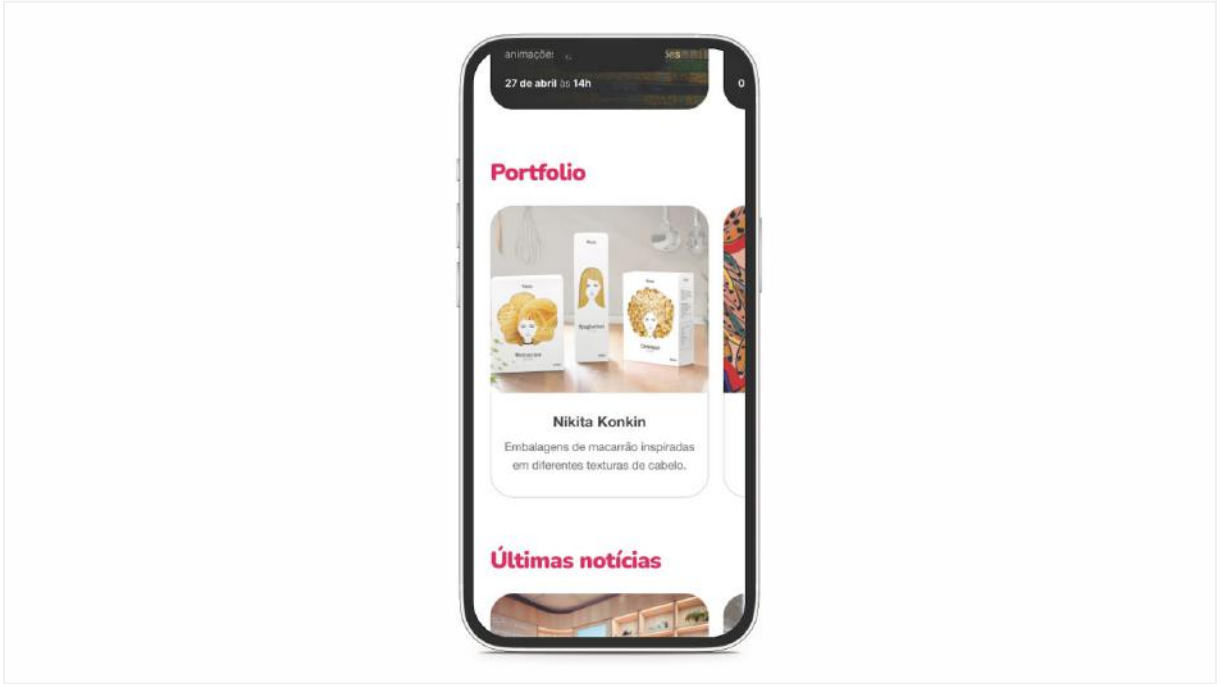 27 de abril às 14h
Portfolio
Nikita Konkin
Embalagens de macarrão inspiradas
em diferentes texturas de cabelo.
Últimas notícias